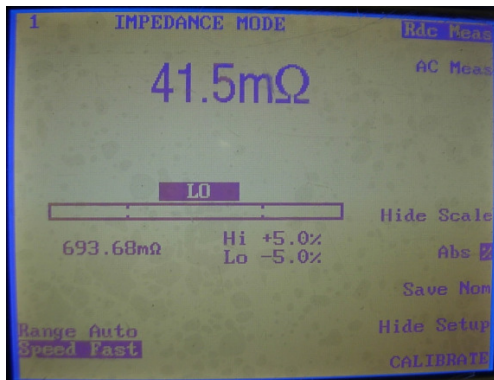 1 IMPEDANCE MODE
Rdc Meas
AC Meas
41.5mΩ
LO
Hide Scale
693.68mΩ
Hi +5.0%
Lo -5.0%
Abs %
Save Nom
Range Auto
Speed Fast
Hide Setup
CALIBRATE